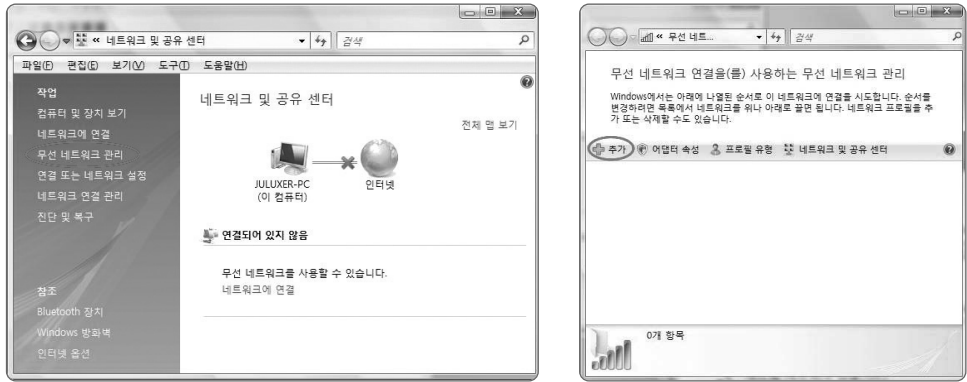 « 네트워크 및 공유 센터
검색
파일(F) 편집(E) 보기(V) 도구(T) 도움말(H)
작업
컴퓨터 및 장치 보기
네트워크에 연결
무선 네트워크 관리
연결 또는 네트워크 설정
네트워크 연결 관리
진단 및 복구
참조
Bluetooth 장치
Windows 방화벽
인터넷 옵션
네트워크 및 공유 센터
전체 맵 보기
JULUXER-PC
(이 컴퓨터)
인터넷
연결되어 있지 않음
무선 네트워크를 사용할 수 있습니다.
네트워크에 연결
« 무선 네트...
검색
무선 네트워크 연결을(를) 사용하는 무선 네트워크 관리
Windows에서는 아래에 나열된 순서로 이 네트워크에 연결을 시도합니다. 순서를
변경하려면 목록에서 네트워크를 위나 아래로 끌면 됩니다. 네트워크 프로필을 추
가 또는 삭제할 수도 있습니다.
추가 어댑터 속성 프로필 유형 네트워크 및 공유 센터
0개 항목